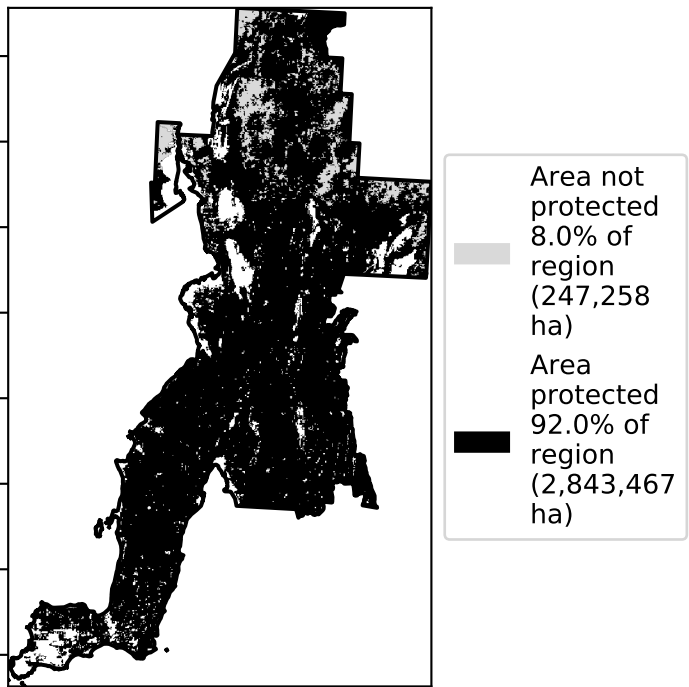 Area not
protected
8.0% of
region
(247,258
ha)
Area
protected
92.0% of
region
(2,843,467
ha)